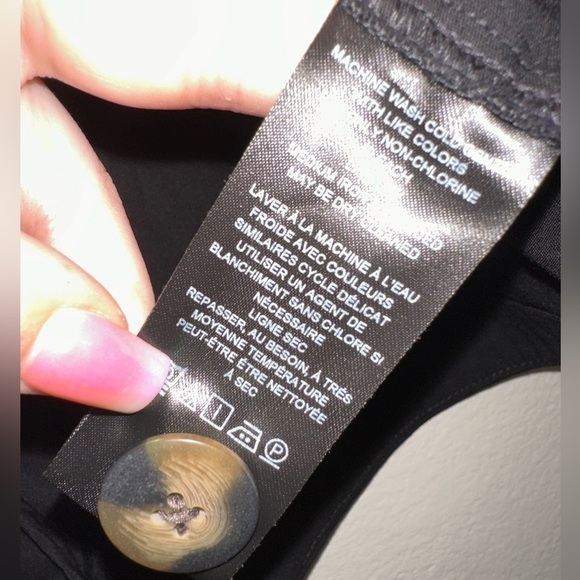 MACHINE WASH COLD
WITH LIKE COLORS
NON-CHLORINE
MEDIUM
MAY BE DRY
LAVER À LA MACHINE À L'EAU
FROIDE AVEC COULEURS
SIMILAIRES CYCLE DÉLICAT
UTILISER UN AGENT DE
BLANCHIMENT SANS CHLORE SI
NÉCESSAIRE
LIGNE SEC
REPASSER, AU BESOIN, À TRÉS
MOYENNE TEMPÉRATURE
PEUT-ÊTRE ÊTRE NETTOYÉE
À SEC
P